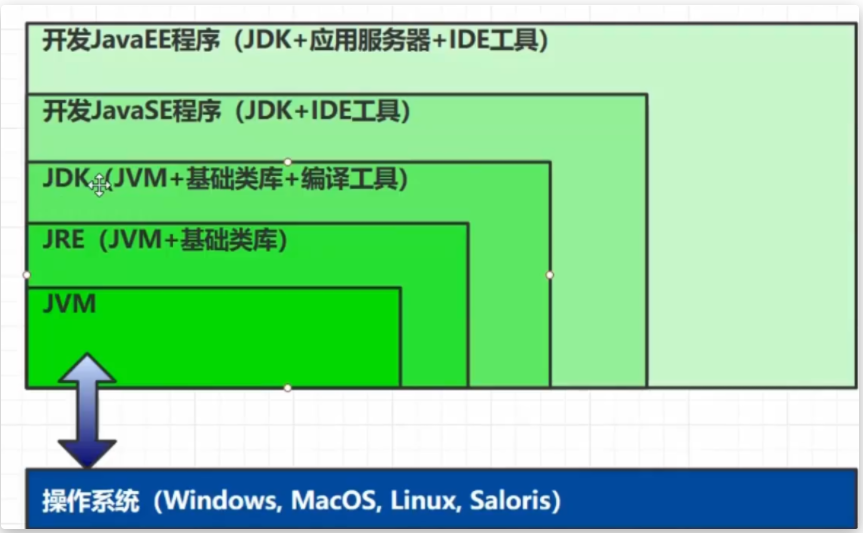 开发JavaEE程序（JDK+应用服务器+IDE工具）
开发JavaSE程序（JDK+IDE工具）
JDK（JVM+基础类库+编译工具）
JRE（JVM+基础类库）
JVM
操作系统（Windows, MacOS, Linux, Saloris）